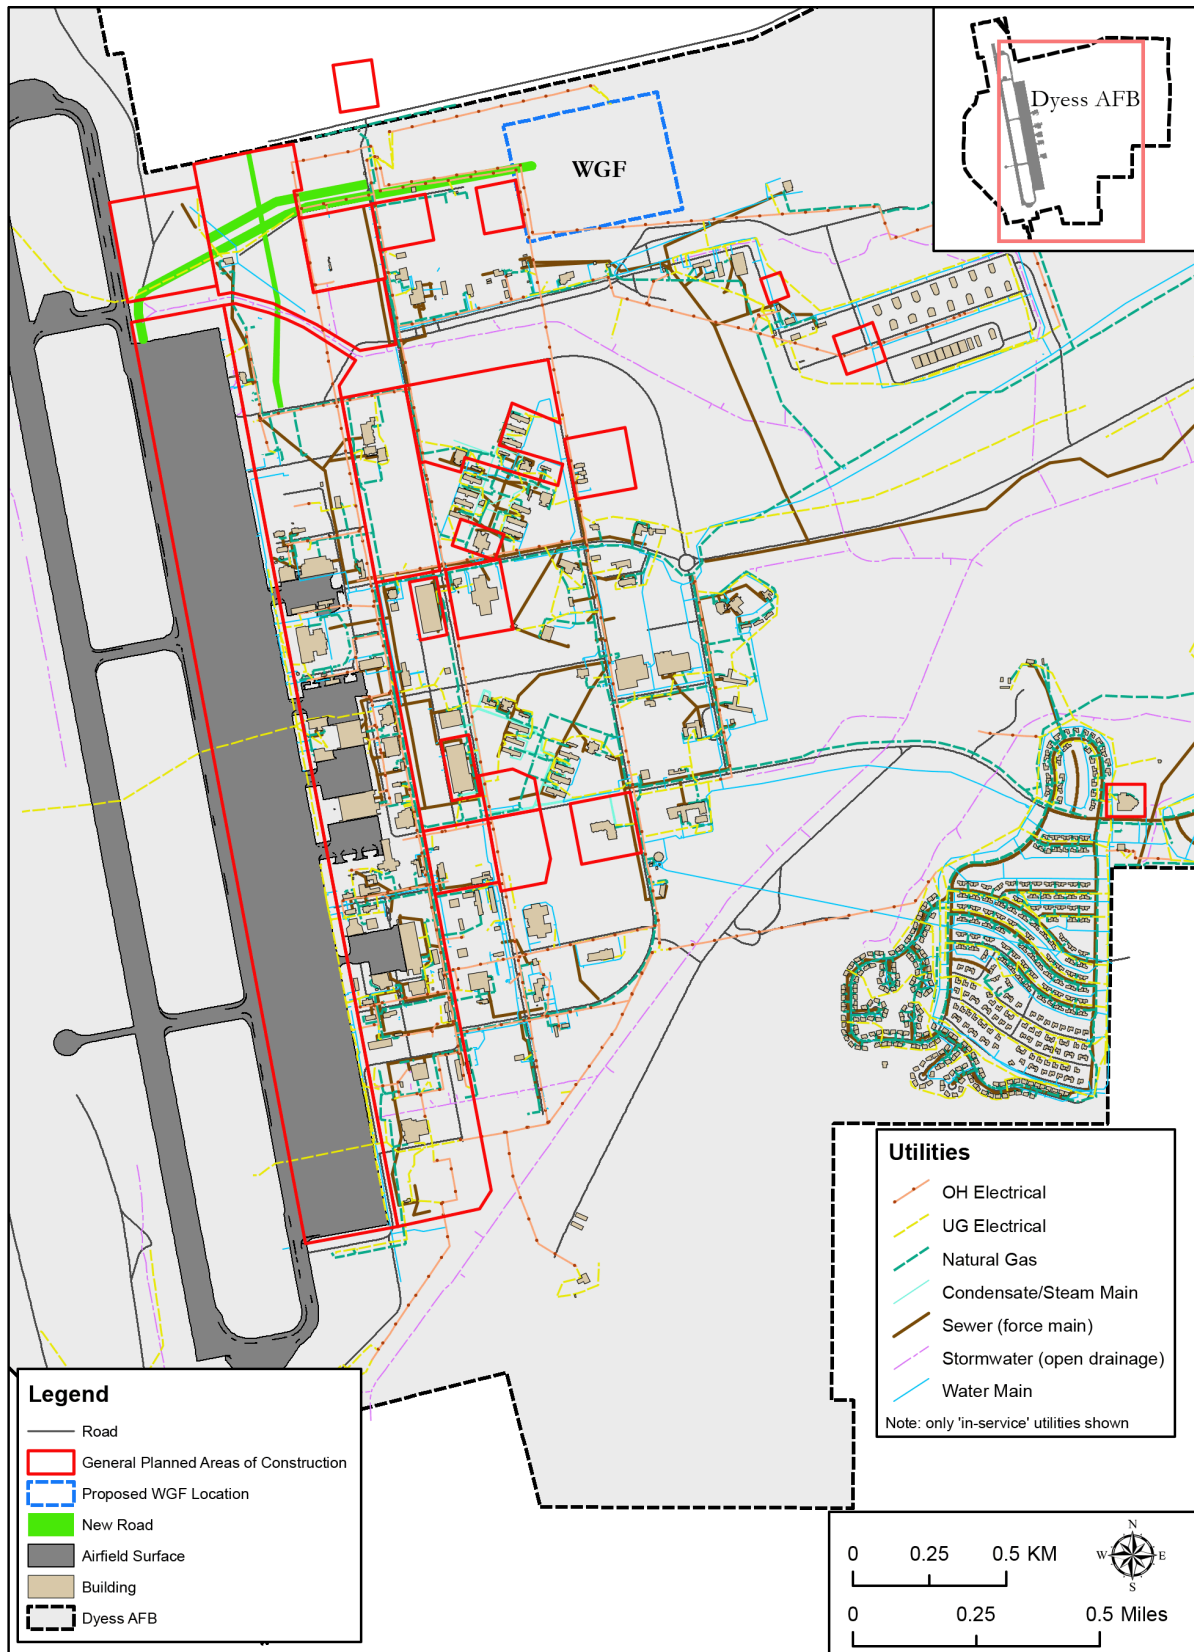 Dyess AFB
WGF
Utilities
OH Electrical
UG Electrical
Natural Gas
Condensate/Steam Main
Sewer (force main)
Stormwater (open drainage)
Water Main
Note: only 'in-service' utilities shown
Legend
Road
General Planned Areas of Construction
Proposed WGF Location
New Road
Airfield Surface
Building
Dyess AFB
N
W E
S
0 0.25 0.5 KM
0 0.25 0.5 Miles